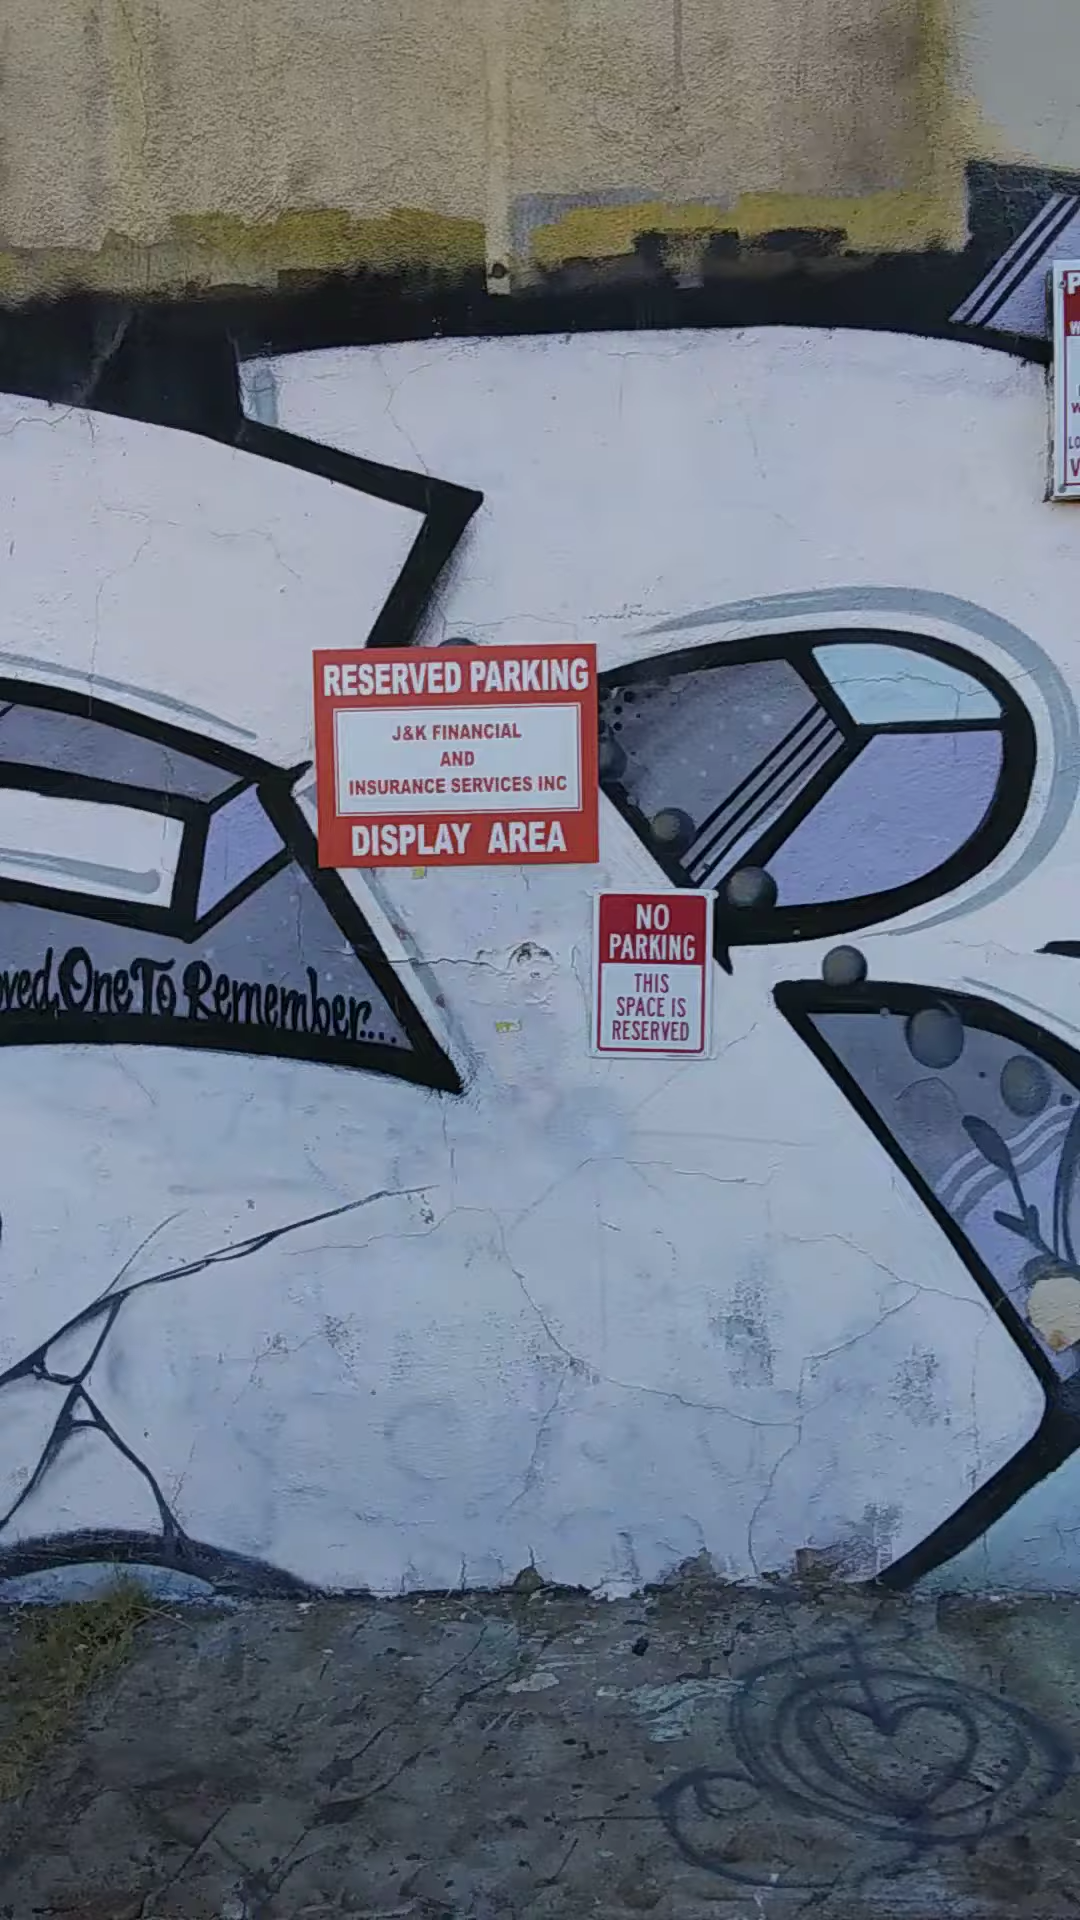 RESERVED PARKING
J&K FINANCIAL
AND
INSURANCE SERVICES INC
DISPLAY AREA
NO
PARKING
THIS
SPACE IS
RESERVED
One To Remember...